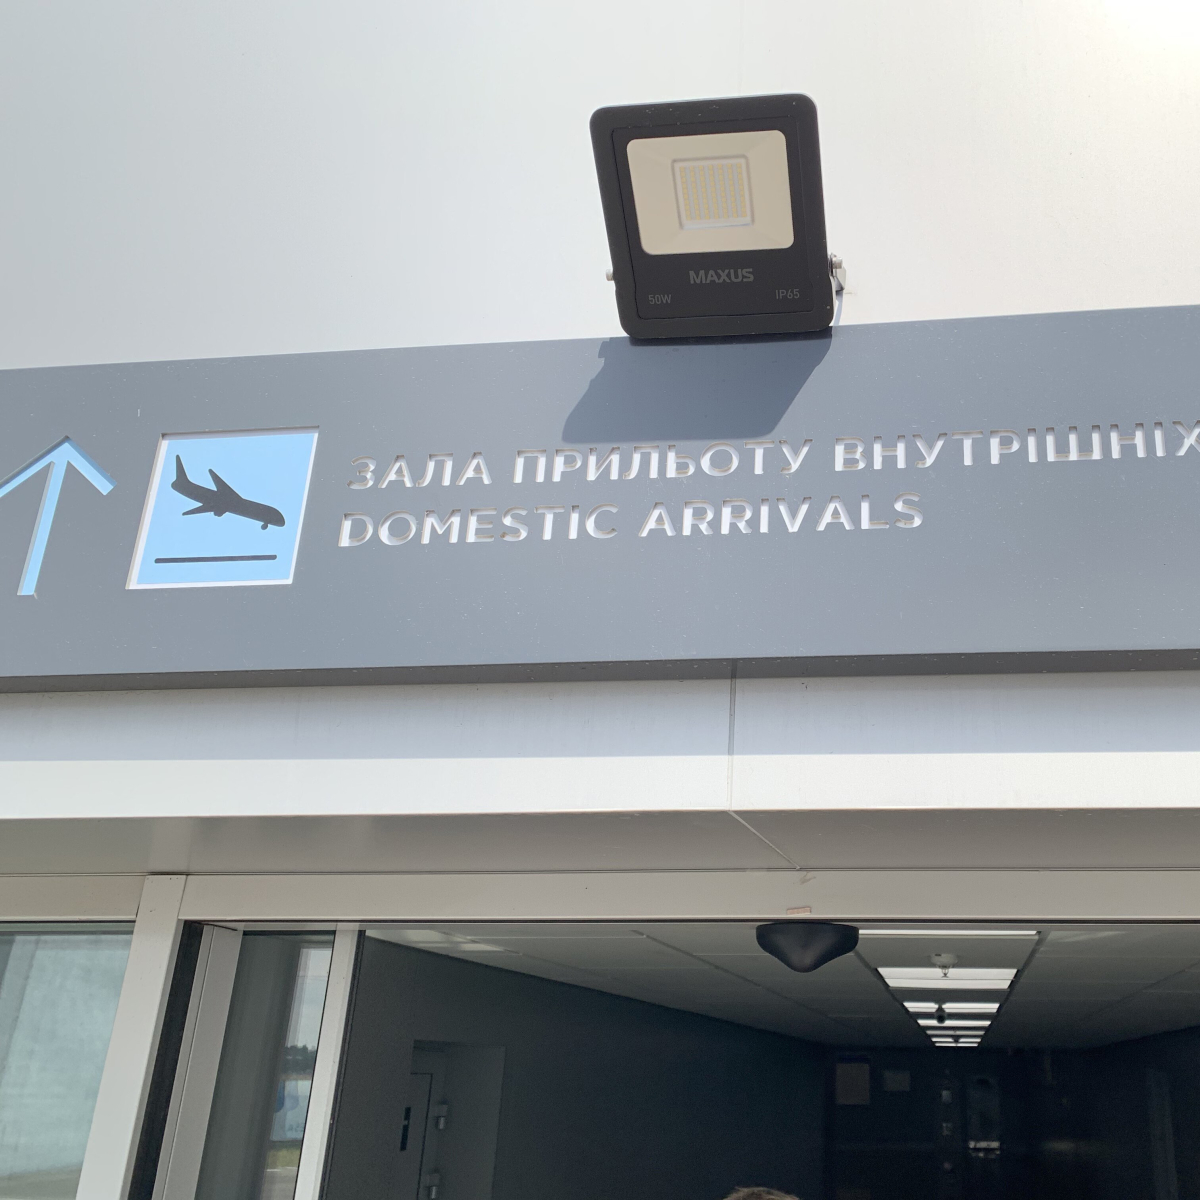 MAXUS
50W IP65
ЗАЛА ПРИЛЬОТУ ВНУТРІШНІХ
DOMESTIC ARRIVALS